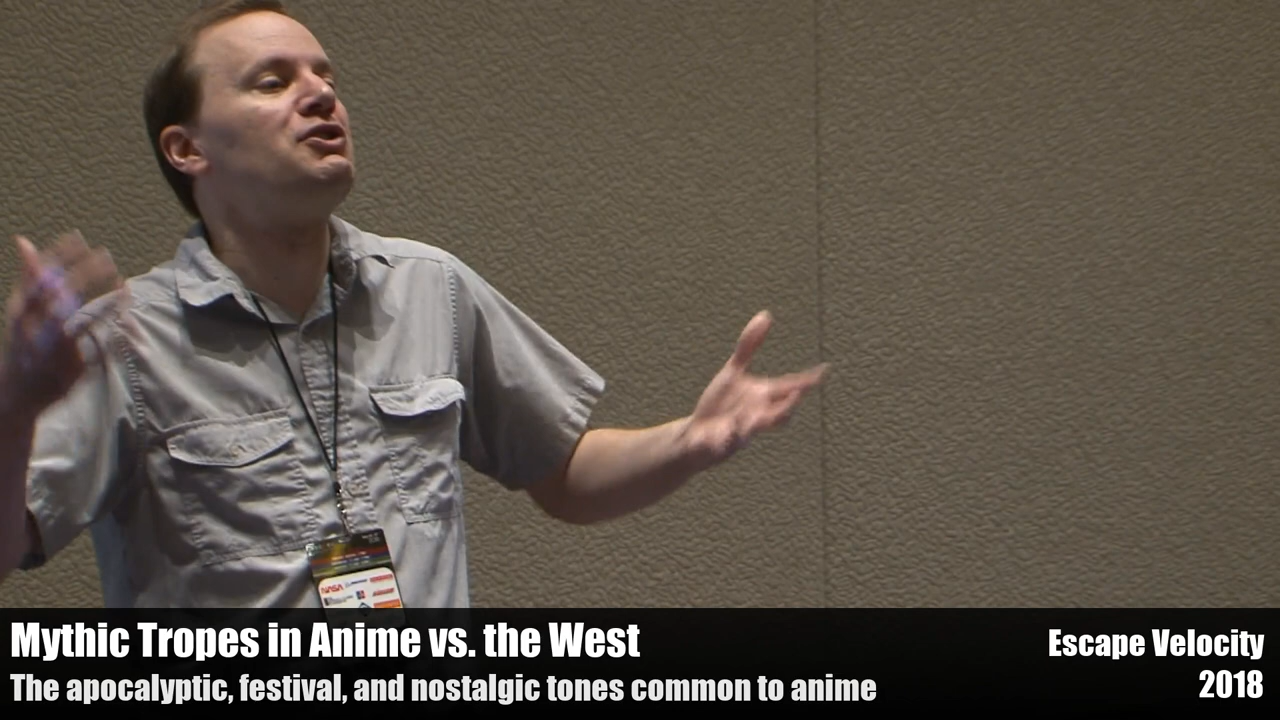 NASA
Mythic Tropes in Anime vs. the West
The apocalyptic, festival, and nostalgic tones common to anime
Escape Velocity
2018